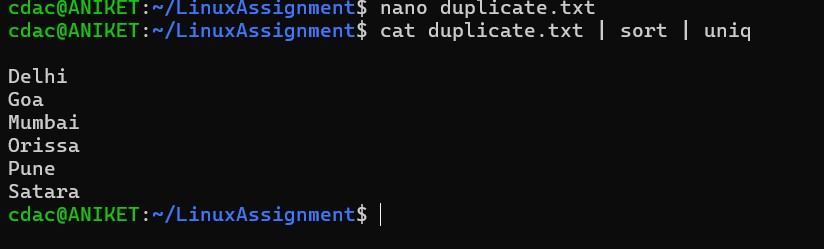 cdac@ANIKET:~/LinuxAssignment$ nano duplicate.txt
cdac@ANIKET:~/LinuxAssignment$ cat duplicate.txt | sort | uniq
Delhi
Goa
Mumbai
Orissa
Pune
Satara
cdac@ANIKET:~/LinuxAssignment$